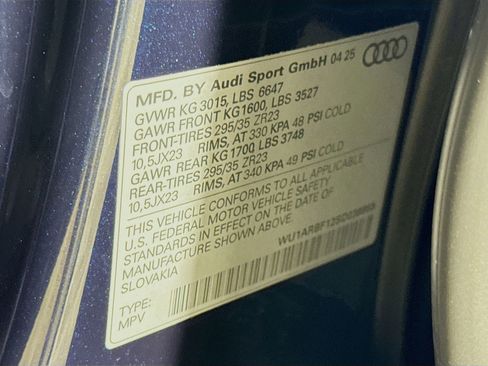 MFD. BY Audi Sport GmbH 04 25
GVWR KG 3015, LBS 6647
GAWR FRONT KG1600, LBS 3527
FRONT-TIRES 295/35 ZR23
10,5JX23 RIMS, AT 330 KPA 48 PSI COLD
GAWR REAR KG1700 LBS 3748
REAR-TIRES 295/35 ZR23
10,5JX23 RIMS, AT 340 KPA 49 PSI COLD
THIS VEHICLE CONFORMS TO ALL APPLICABLE
U.S. FEDERAL MOTOR VEHICLE SAFETY
STANDARDS IN EFFECT ON THE DATE OF
MANUFACTURE SHOWN ABOVE.
SLOVAKIA
TYPE:
MPV